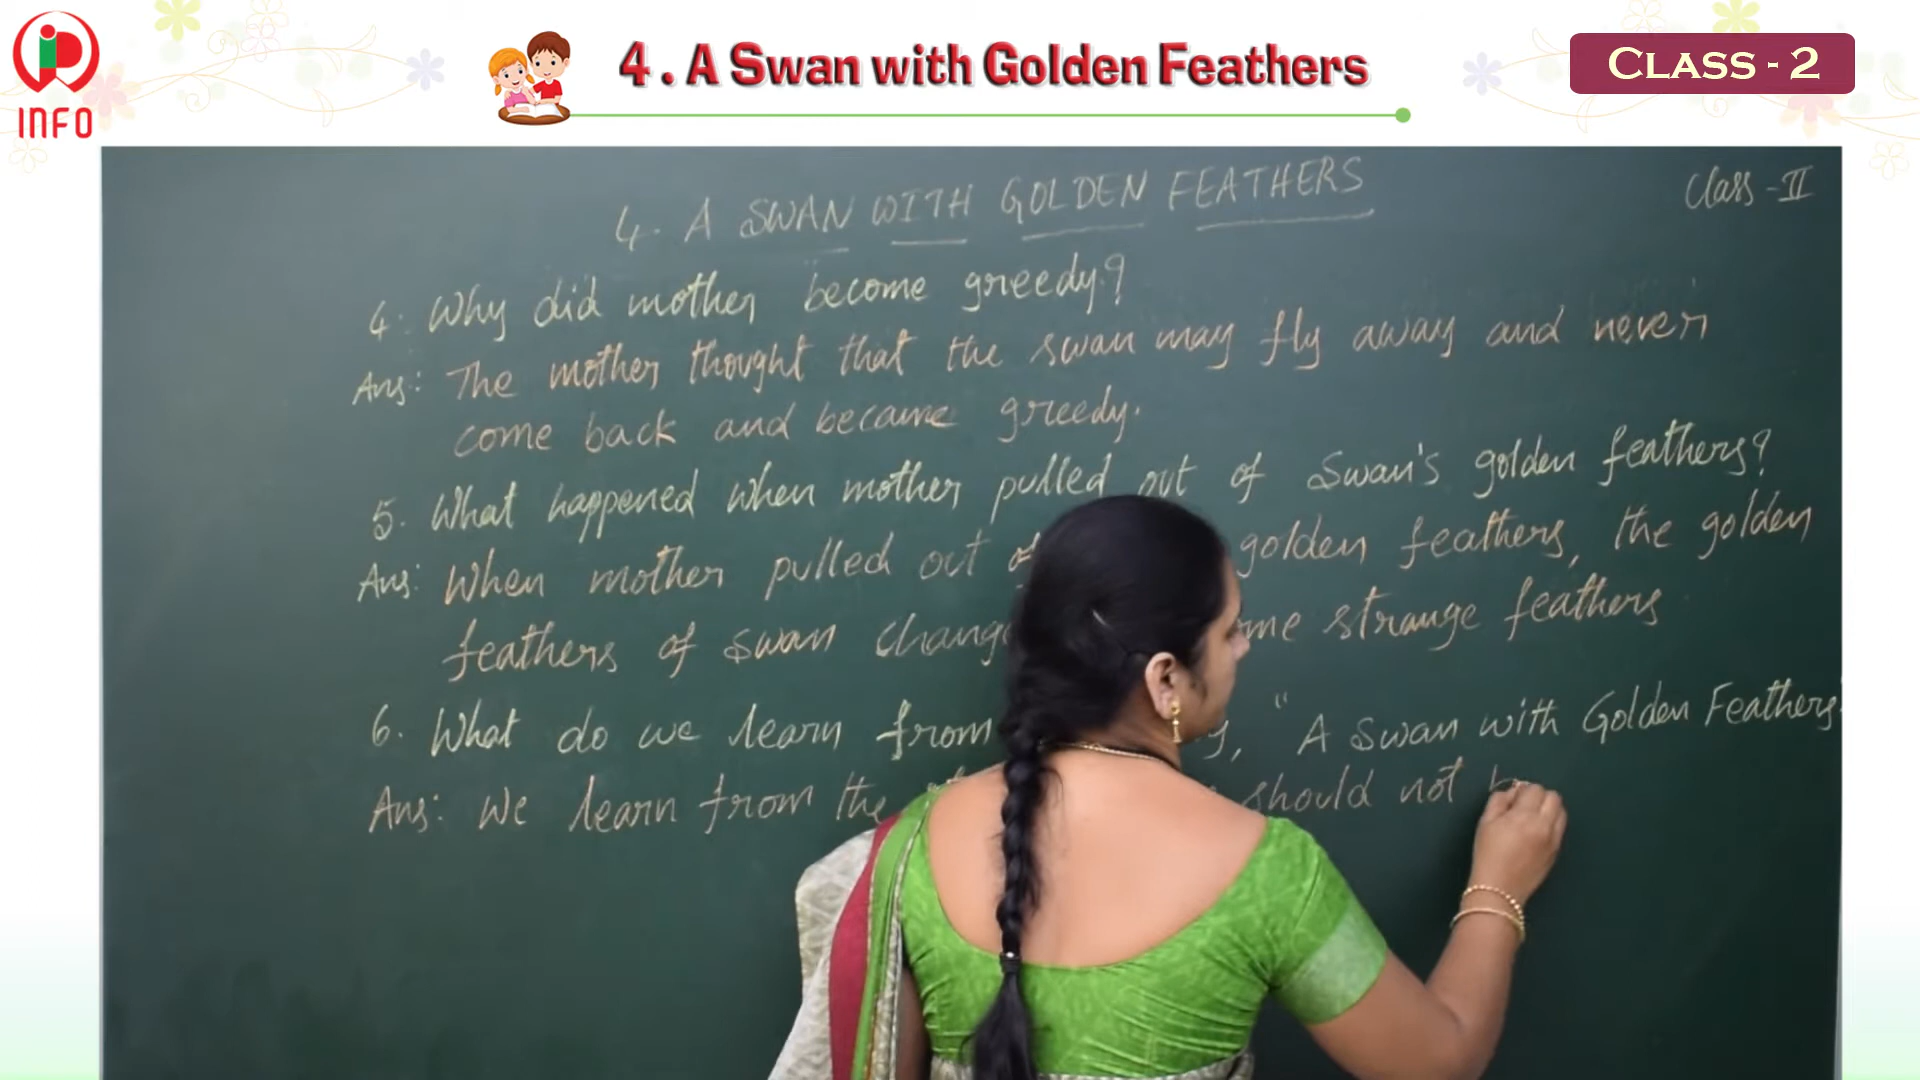 INFO
4. A Swan with Golden Feathers
CLASS - 2
4. A SWAN WITH GOLDEN FEATHERS
Class - II
4. Why did mother become greedy?
Ans: The mother thought that the swan may fly away and never
come back and became greedy.
5. What happened when mother pulled out of Swan's golden feathers?
Ans: When mother pulled out golden feathers, the golden
feathers of swan strange feathers
6. What do we learn from "A Swan with Golden Feathers"
Ans: We learn from the should not